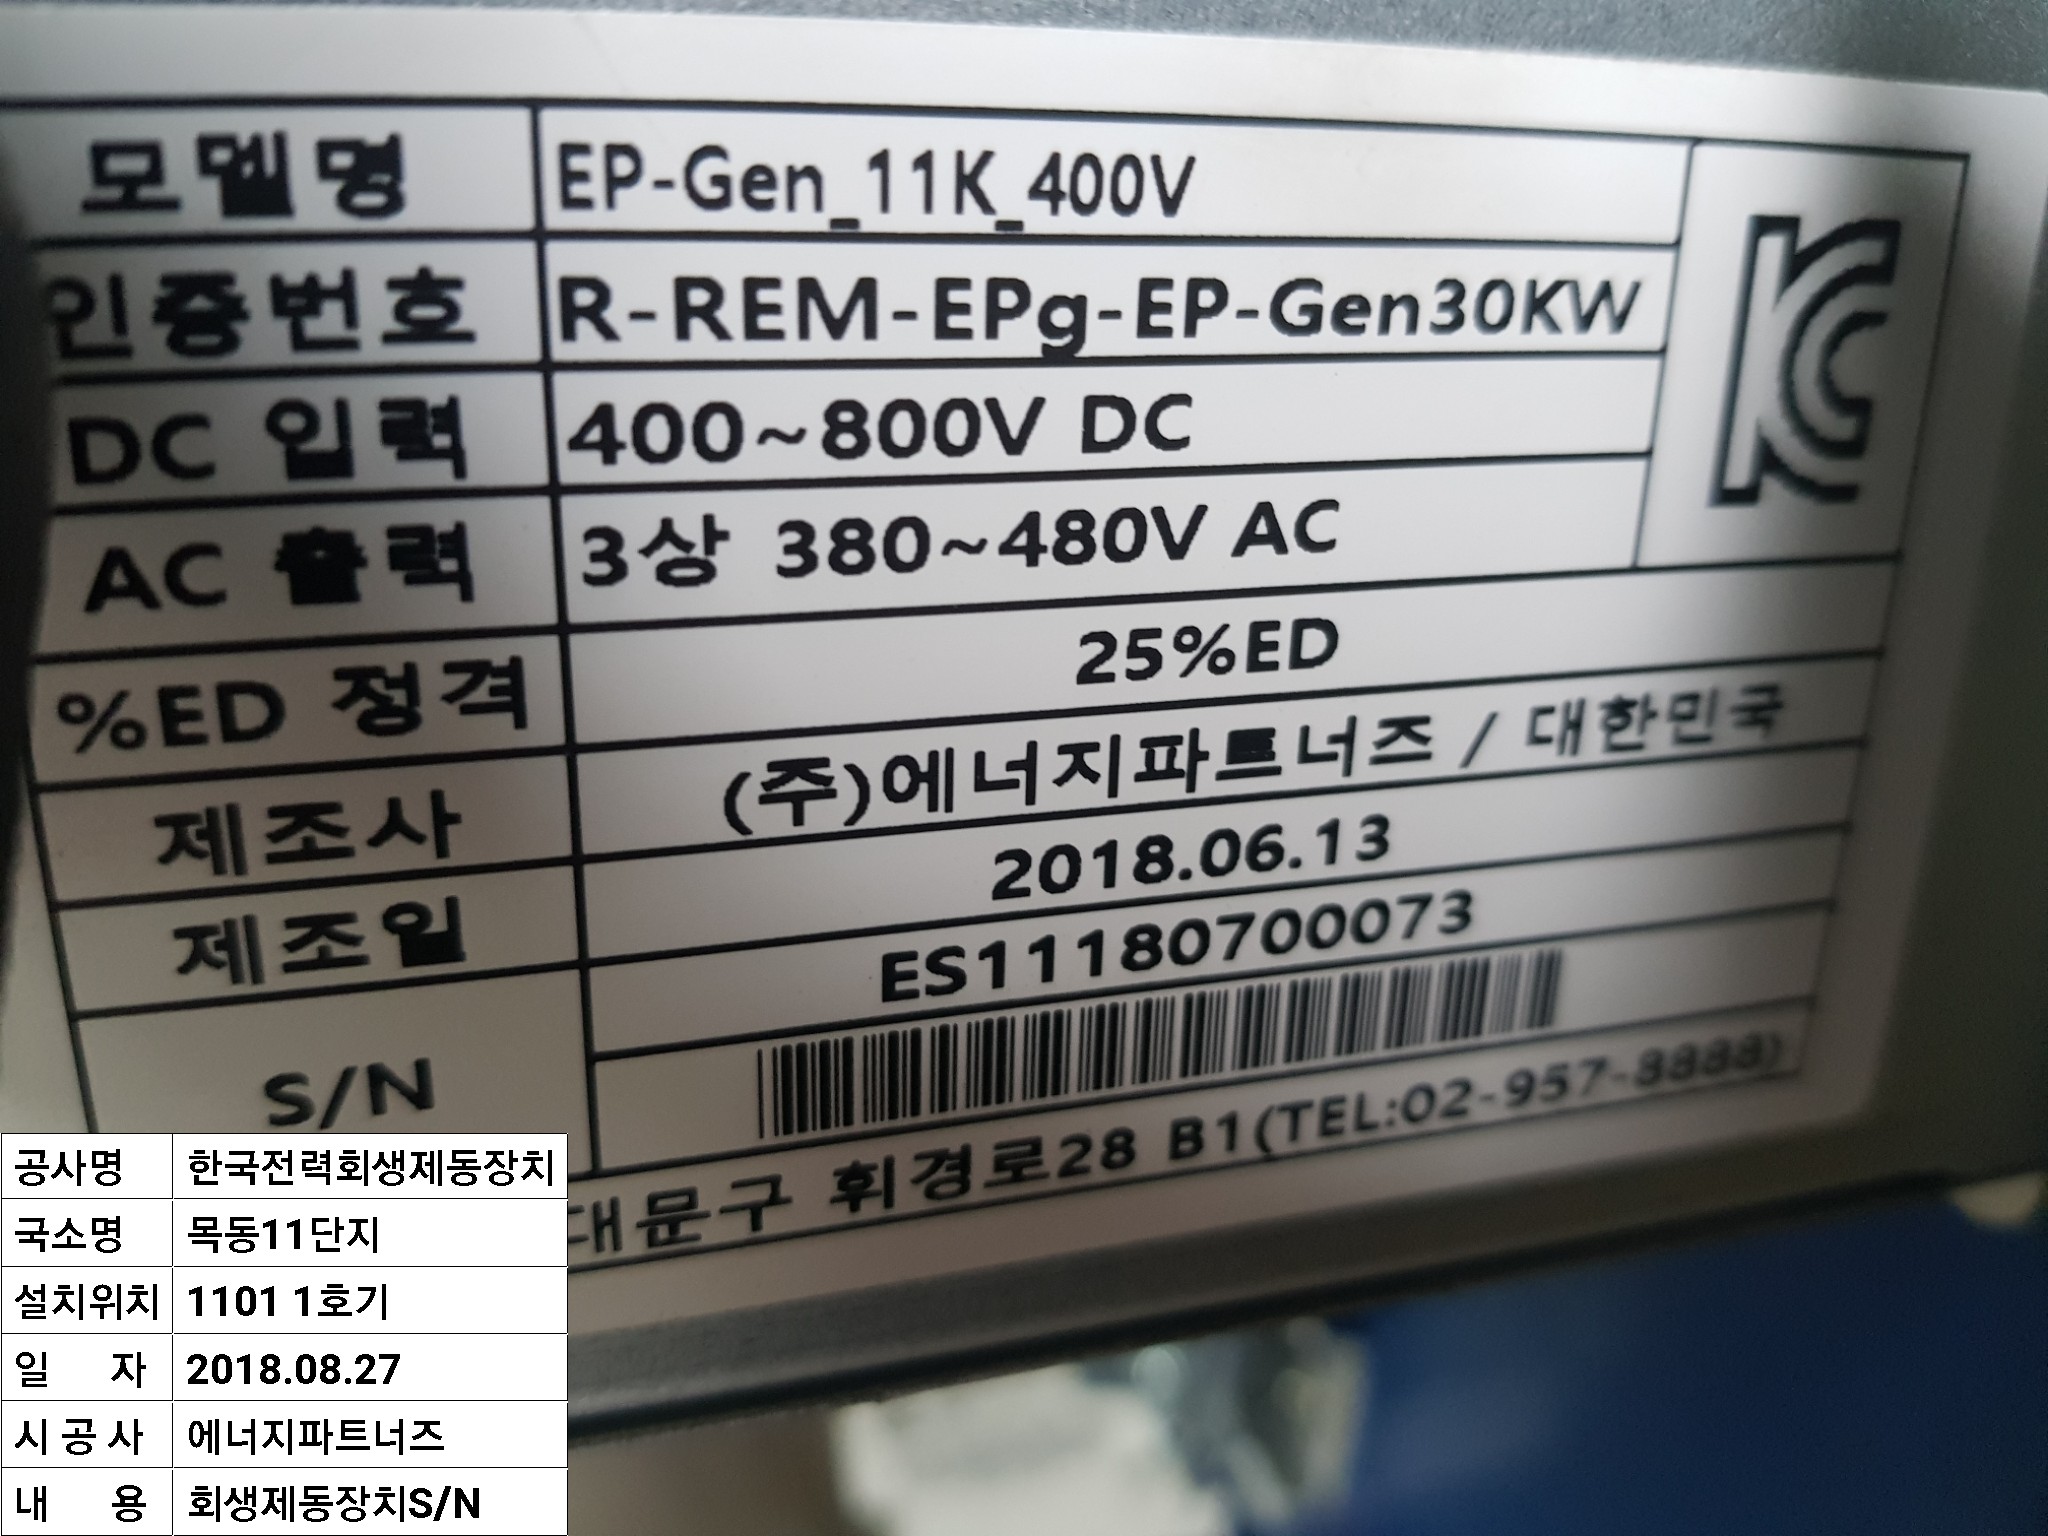 모델명 EP-Gen_11K_400V
인증번호 R-REM-EPg-EP-Gen30KW
DC 입력 400~800V DC
AC 출력 3상 380~480V AC
%ED 정격 25%ED
제조사 (주)에너지파트너즈 / 대한민국
제조일 2018.06.13
S/N ES11180700073
대문구 휘경로28 B1(TEL:02-957-8888)
공사명 한국전력회생제동장치
국소명 목동11단지
설치위치 1101 1호기
일 자 2018.08.27
시 공 사 에너지파트너즈
내 용 회생제동장치S/N